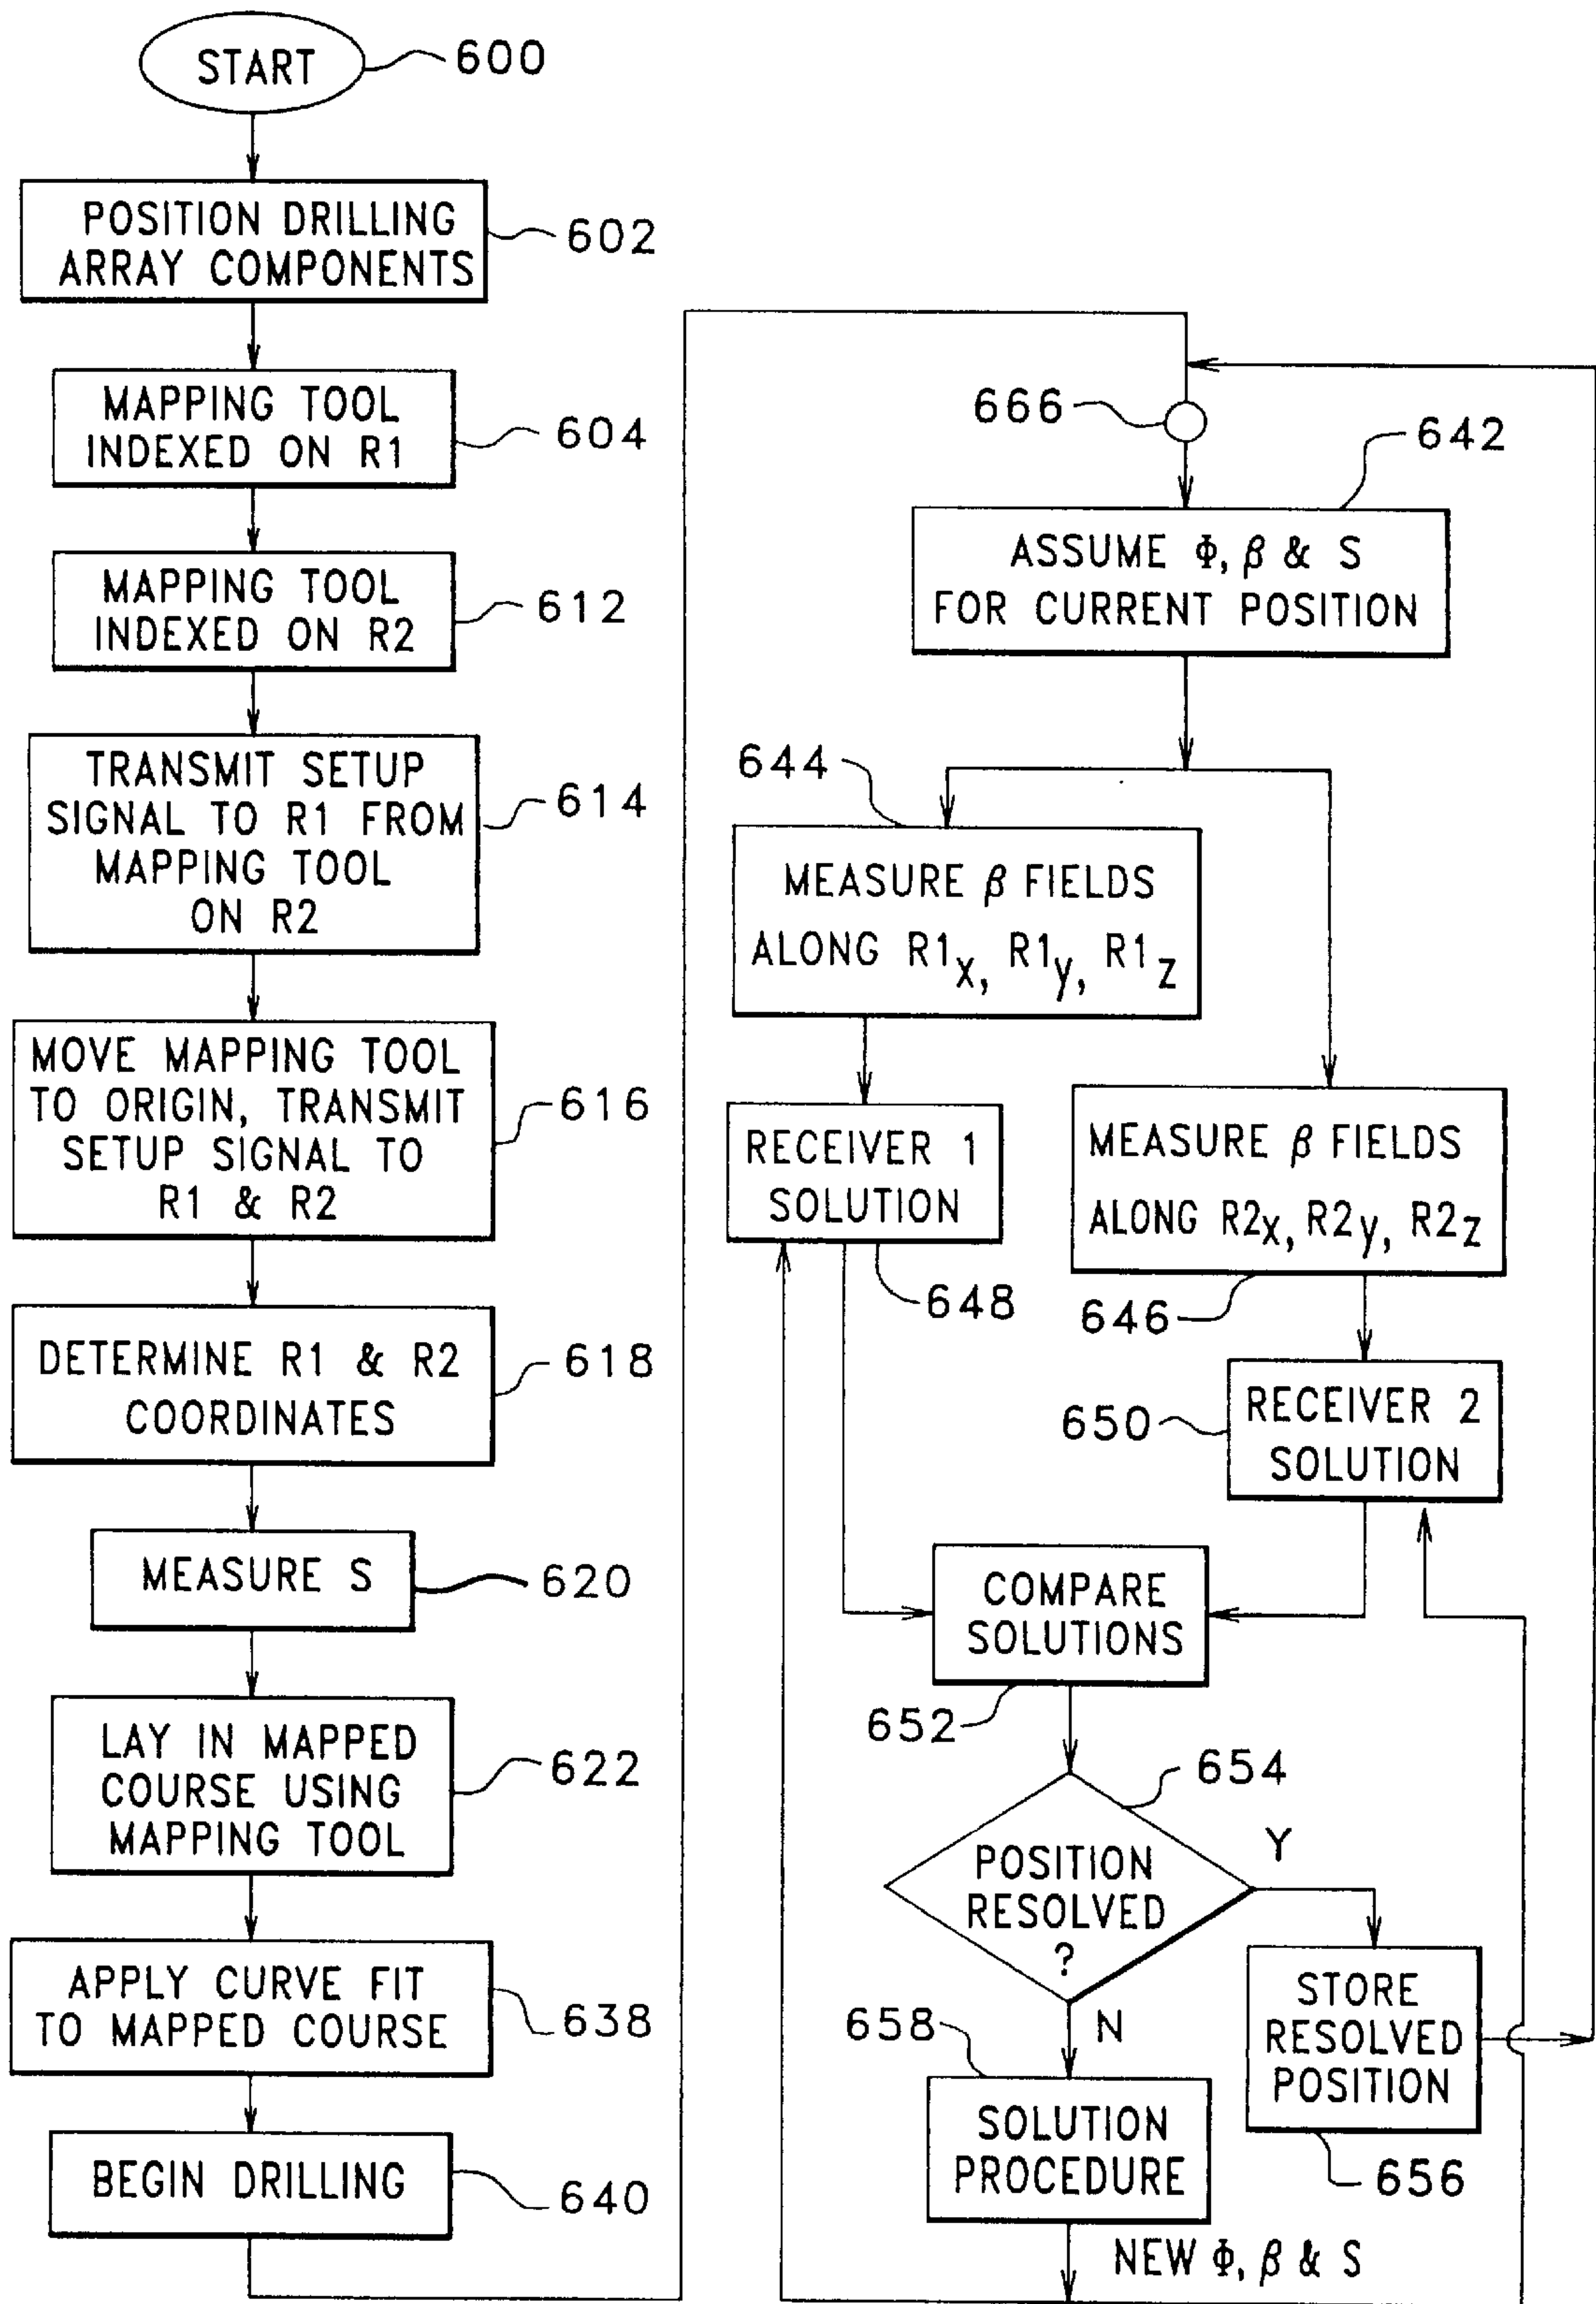 START
600
POSITION DRILLING
ARRAY COMPONENTS
602
MAPPING TOOL
INDEXED ON R1
604
MAPPING TOOL
INDEXED ON R2
612
TRANSMIT SETUP
SIGNAL TO R1 FROM
MAPPING TOOL
ON R2
614
MOVE MAPPING TOOL
TO ORIGIN, TRANSMIT
SETUP SIGNAL TO
R1 & R2
616
DETERMINE R1 & R2
COORDINATES
618
MEASURE S
620
LAY IN MAPPED
COURSE USING
MAPPING TOOL
622
APPLY CURVE FIT
TO MAPPED COURSE
638
BEGIN DRILLING
640
666
642
ASSUME Φ, β & S
FOR CURRENT POSITION
644
MEASURE β FIELDS
ALONG R1x, R1y, R1z
RECEIVER 1
SOLUTION
648
MEASURE β FIELDS
ALONG R2x, R2y, R2z
646
650
RECEIVER 2
SOLUTION
COMPARE
SOLUTIONS
652
654
POSITION
RESOLVED
?
Y
N
STORE
RESOLVED
POSITION
656
658
SOLUTION
PROCEDURE
NEW Φ, β & S